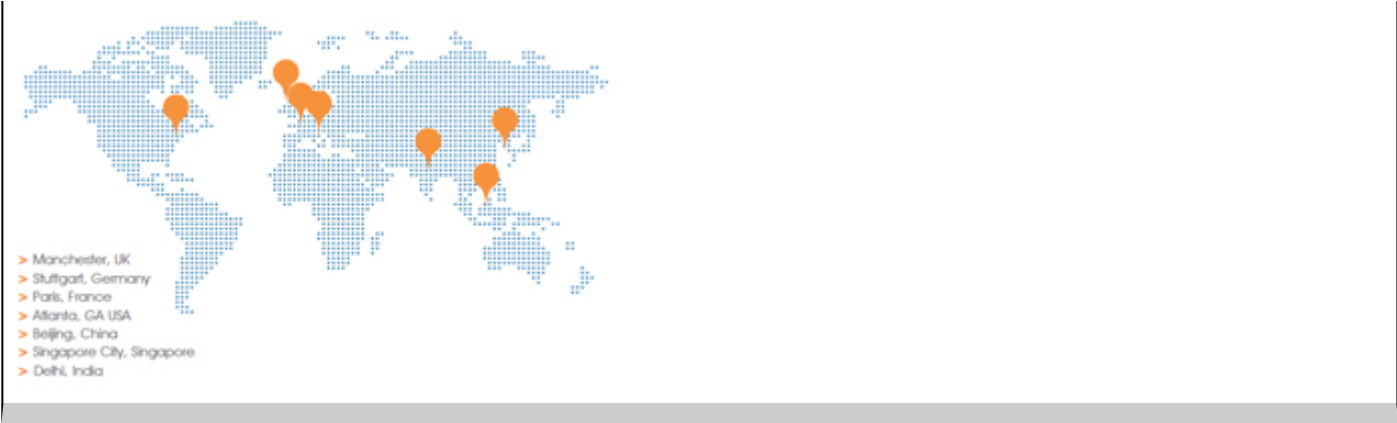 > Manchester, UK
> Stuttgart, Germany
> Paris, France
> Atlanta, GA USA
> Beijing, China
> Singapore City, Singapore
> Delhi, India